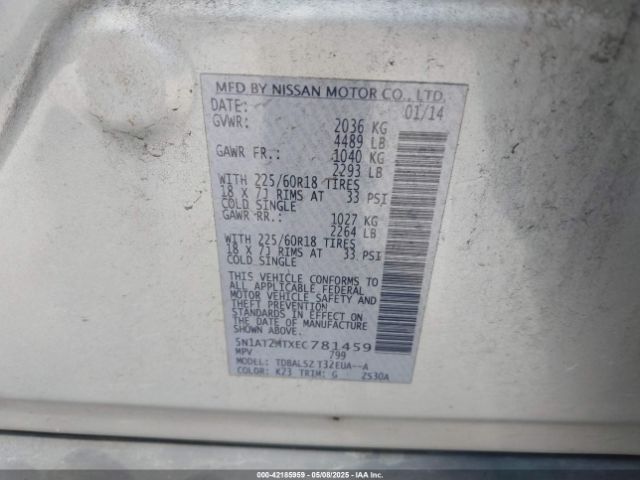 MFD BY NISSAN MOTOR CO., LTD.
DATE: 01/14
GVWR: 2036 KG
4489 LB
GAWR FR.: 1040 KG
2293 LB
WITH 225/60R18 TIRES
18 X 7J RIMS AT 33 PSI
COLD SINGLE
GAWR RR.: 1027 KG
2264 LB
WITH 225/60R18 TIRES
18 X 7J RIMS AT 33 PSI
COLD SINGLE
THIS VEHICLE CONFORMS TO
ALL APPLICABLE FEDERAL
MOTOR VEHICLE SAFETY AND
THEFT PREVENTION
STANDARDS IN EFFECT ON
THE DATE OF MANUFACTURE
SHOWN ABOVE.
5N1AT2MTXEC781459
MPV 799
TDBALSZ T32EUA--A
COLOR: K23 TRIM: G ZS30A
000-42185959 - 05/08/2025 - IAA Inc.